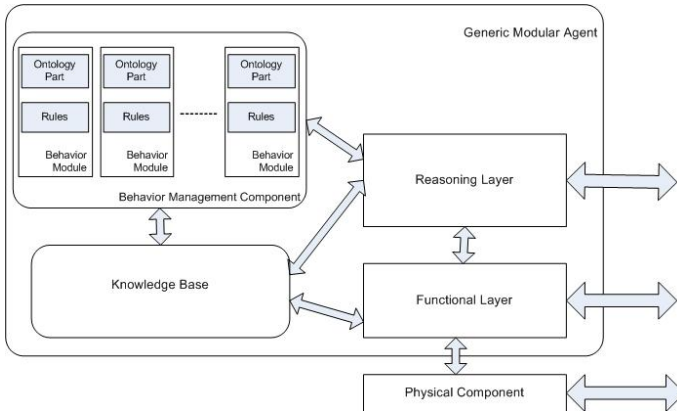 Generic Modular Agent
Ontology
Part
Rules
Behavior
Module
Ontology
Part
Rules
Behavior
Module
Ontology
Part
Rules
Behavior
Module
Behavior Management Component
Reasoning Layer
Knowledge Base
Functional Layer
Physical Component